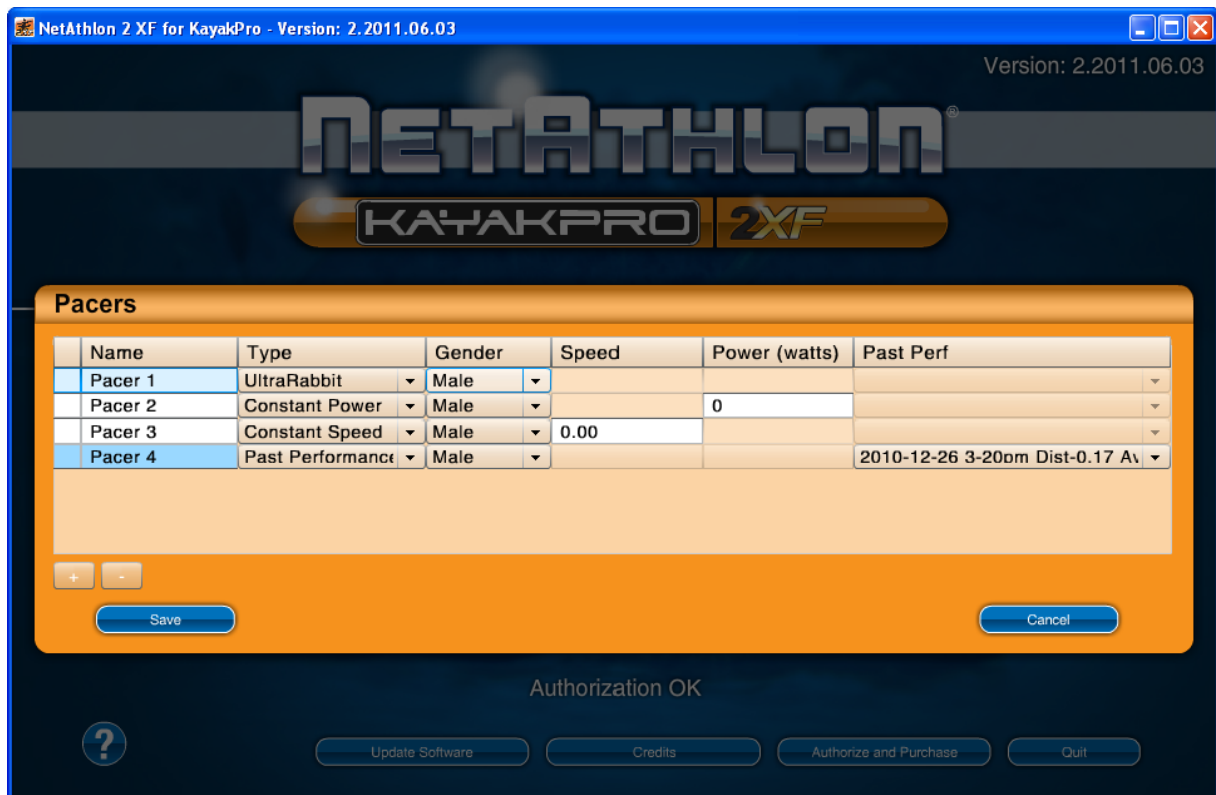 NetAthlon 2 XF for KayakPro - Version: 2.2011.06.03
Version: 2.2011.06.03
NETATHLON®
KAYAKPRO 2XF
Pacers
Name Type Gender Speed Power (watts) Past Perf
Pacer 1 UltraRabbit Male
Pacer 2 Constant Power Male 0
Pacer 3 Constant Speed Male 0.00
Pacer 4 Past Performance Male 2010-12-26 3-20pm Dist-0.17 Av
+ -
Save Cancel
Authorization OK
? Update Software Credits Authorize and Purchase Quit